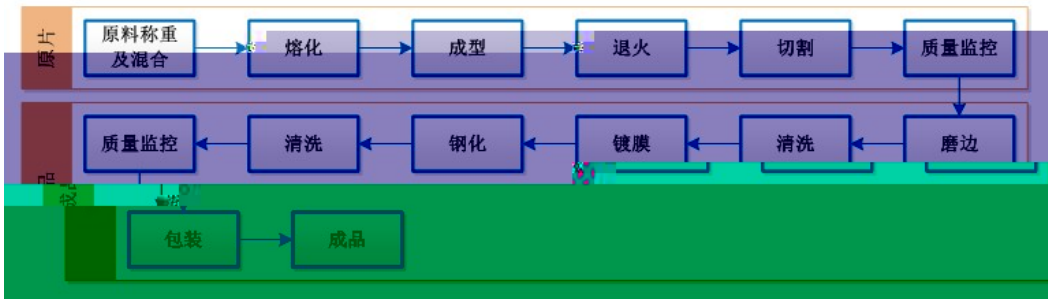 原片
原料称重
及混合
熔化
成型
退火
切割
质量监控
质量监控
清洗
钢化
镀膜
清洗
磨边
成品
包装
成品